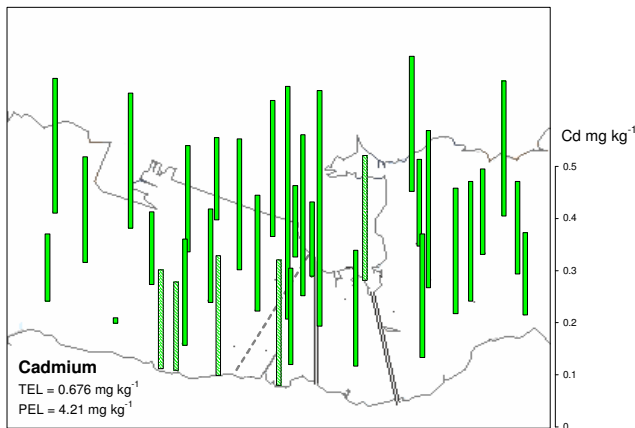 Cd mg kg⁻¹
0.5
0.4
0.3
0.2
0.1
0
Cadmium
TEL = 0.676 mg kg⁻¹
PEL = 4.21 mg kg⁻¹